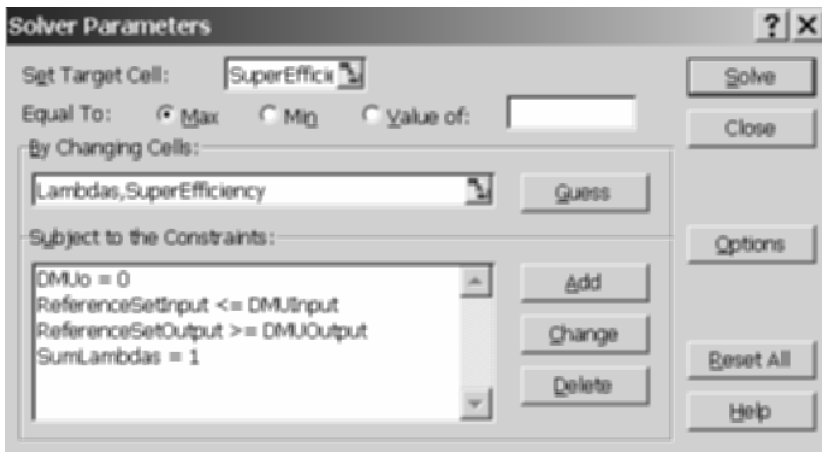 Solver Parameters
Set Target Cell: SuperEfficie
Solve
Equal To: Max Min Value of:
Close
By Changing Cells:
Lambdas,SuperEfficiency
Guess
Subject to the Constraints:
Options
DMUo = 0
Add
ReferenceSetInput <= DMUInput
ReferenceSetOutput >= DMUOutput
Change
SumLambdas = 1
Reset All
Delete
Help